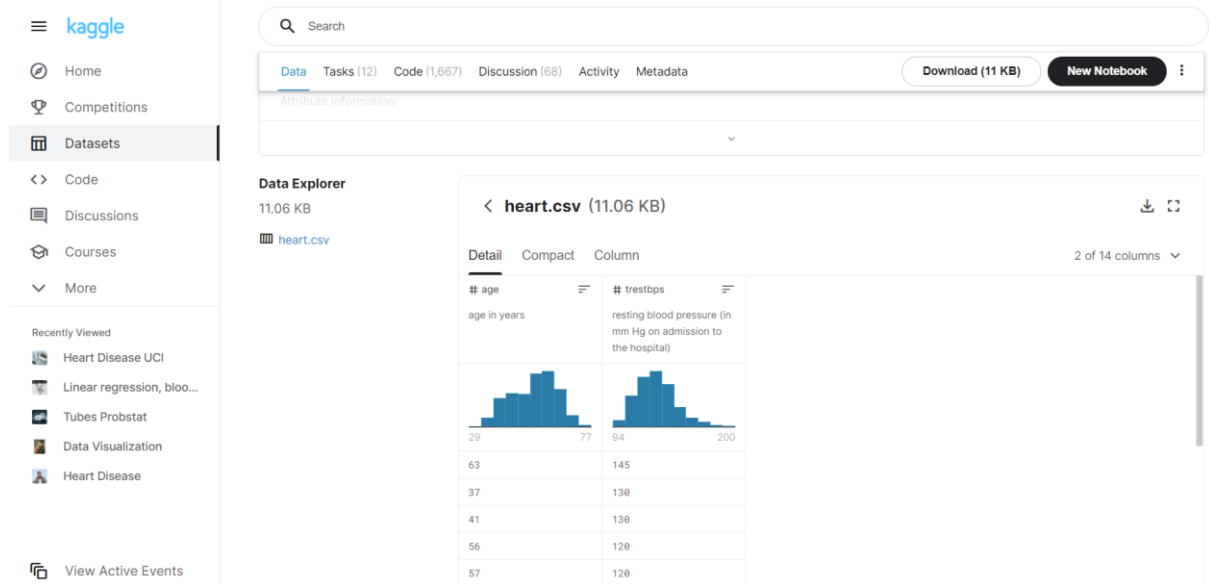 kaggle
Search
Home
Competitions
Datasets
Code
Discussions
Courses
More
Recently Viewed
Heart Disease UCI
Linear regression, bloo...
Tubes Probstat
Data Visualization
Heart Disease
View Active Events
Data Tasks (12) Code (1,667) Discussion (68) Activity Metadata Download (11 KB) New Notebook
Attribute Information:
Data Explorer
11.06 KB
heart.csv
heart.csv (11.06 KB)
Detail Compact Column 2 of 14 columns
# age # trestbps
age in years
resting blood pressure (in
mm Hg on admission to
the hospital)
29 77 94 200
63 145
37 130
41 130
56 120
57 120